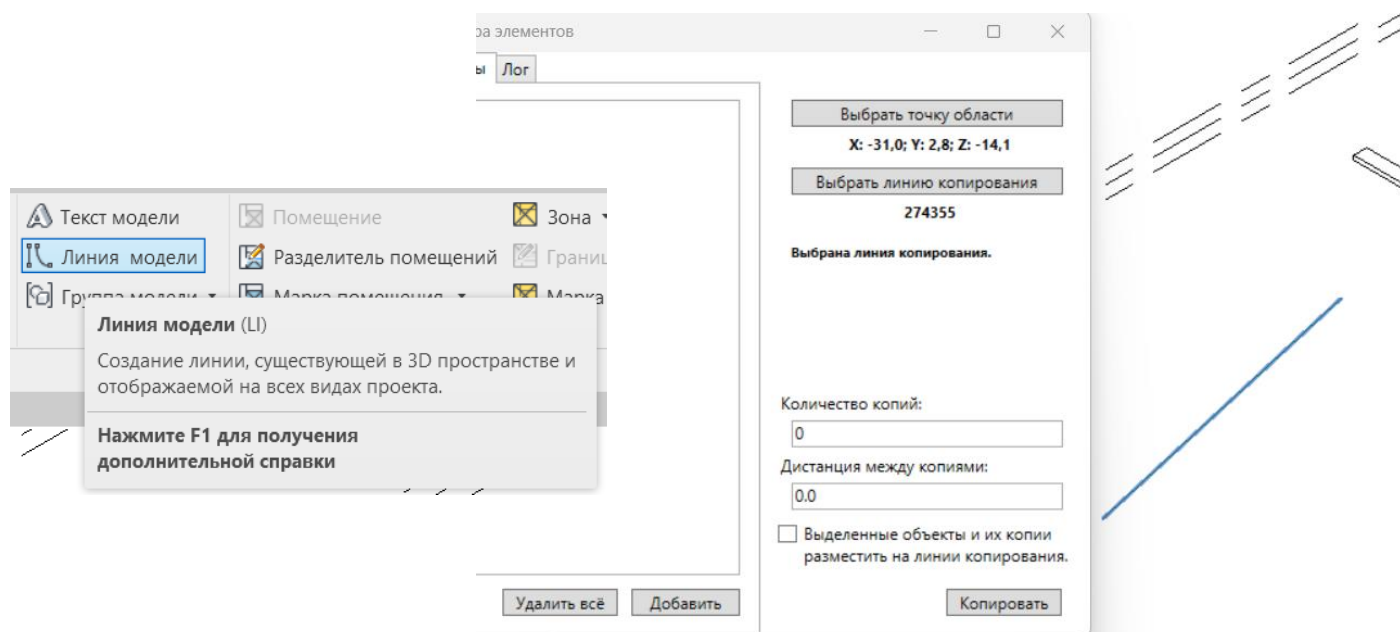 ра элементов
ы Лог
Выбрать точку области
X: -31,0; Y: 2,8; Z: -14,1
Выбрать линию копирования
274355
Выбрана линия копирования.
Количество копий:
0
Дистанция между копиями:
0.0
Выделенные объекты и их копии
разместить на линии копирования.
Удалить всё Добавить Копировать
Текст модели Помещение Зона
Линия модели Разделитель помещений Границ
Группа модели Марка помещения Марка
Линия модели (LI)
Создание линии, существующей в 3D пространстве и
отображаемой на всех видах проекта.
Нажмите F1 для получения
дополнительной справки